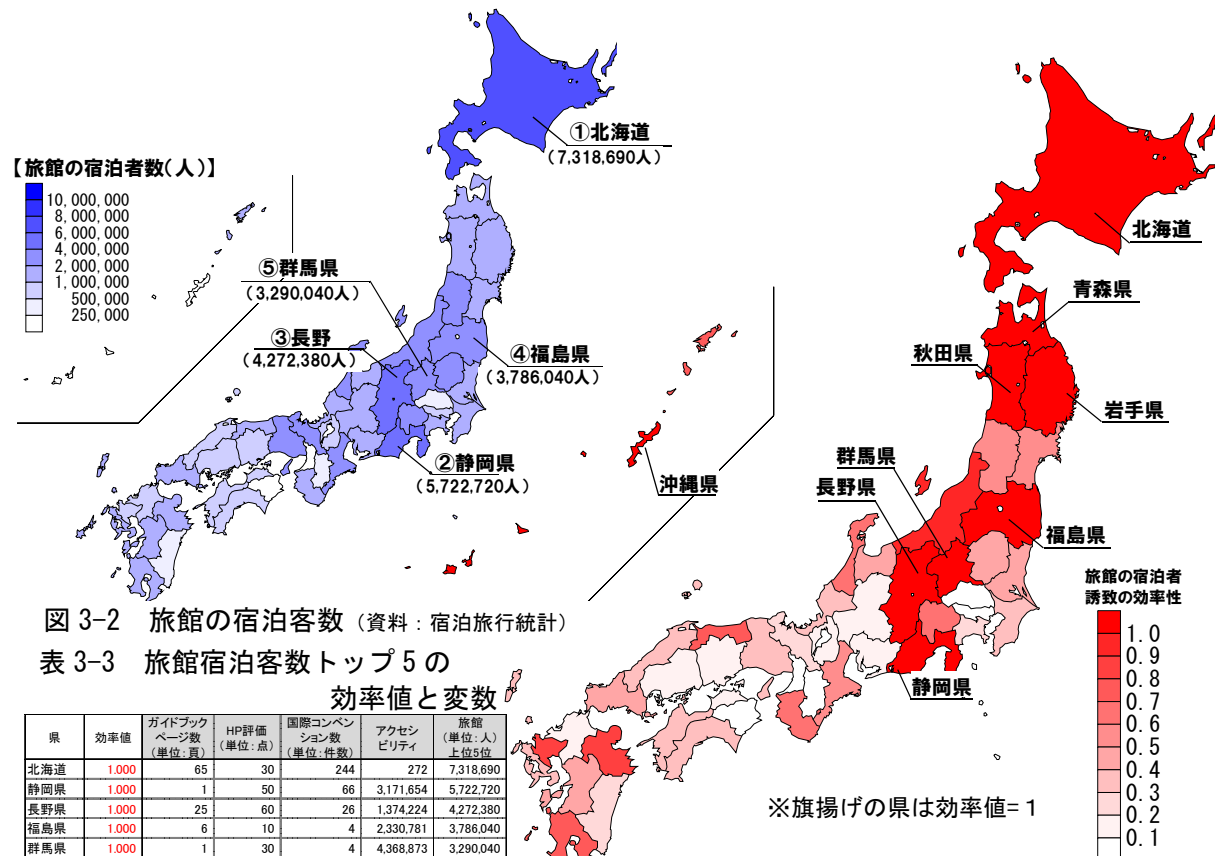 ①北海道
(7,318,690人)
【旅館の宿泊者数(人)】
10,000,000
8,000,000
6,000,000
4,000,000
2,000,000
1,000,000
500,000
250,000
⑤群馬県
(3,290,040人)
③長野
(4,272,380人)
④福島県
(3,786,040人)
②静岡県
(5,722,720人)
図 3-2 旅館の宿泊客数 (資料:宿泊旅行統計)
表 3-3 旅館宿泊客数トップ5の
効率値と変数
県 効率値 ガイドブックページ数(単位:頁) HP評価(単位:点) 国際コンベンション数(単位:件数) アクセシビリティ 旅館(単位:人)上位5位
北海道 1.000 65 30 244 272 7,318,690
静岡県 1.000 1 50 66 3,171,654 5,722,720
長野県 1.000 25 60 26 1,374,224 4,272,380
福島県 1.000 6 10 4 2,330,781 3,786,040
群馬県 1.000 1 30 4 4,368,873 3,290,040
北海道
青森県
秋田県
岩手県
群馬県
長野県
沖縄県
福島県
静岡県
旅館の宿泊者
誘致の効率性
1.0
0.9
0.8
0.7
0.6
0.5
0.4
0.3
0.2
0.1
※旗揚げの県は効率値=1